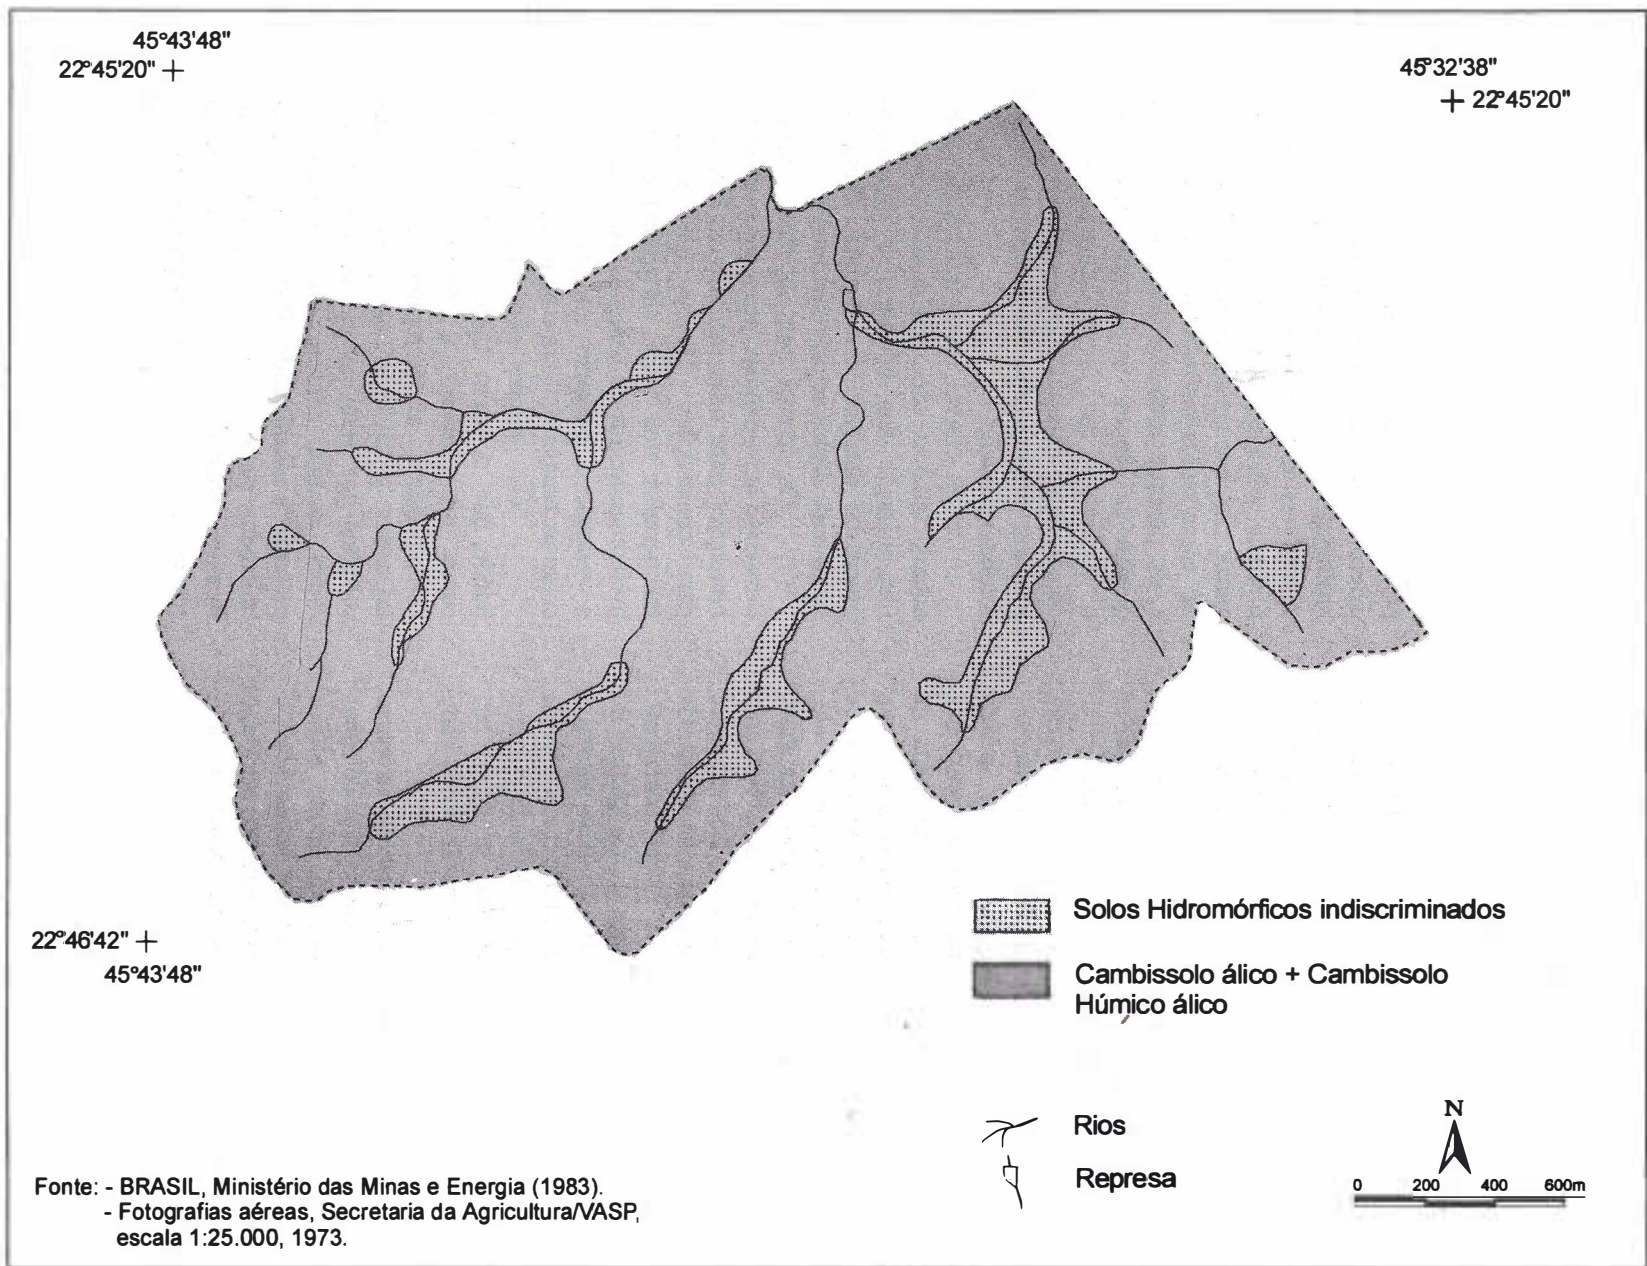 45°43'48"
22°45'20"
45°32'38"
22°45'20"
22°46'42"
45°43'48"
Solos Hidromórficos indiscriminados
Cambissolo álico + Cambissolo
Húmico álico
Rios
Represa
N
0 200 400 600m
Fonte: - BRASIL, Ministério das Minas e Energia (1983).
- Fotografias aéreas, Secretaria da Agricultura/VASP,
escala 1:25.000, 1973.